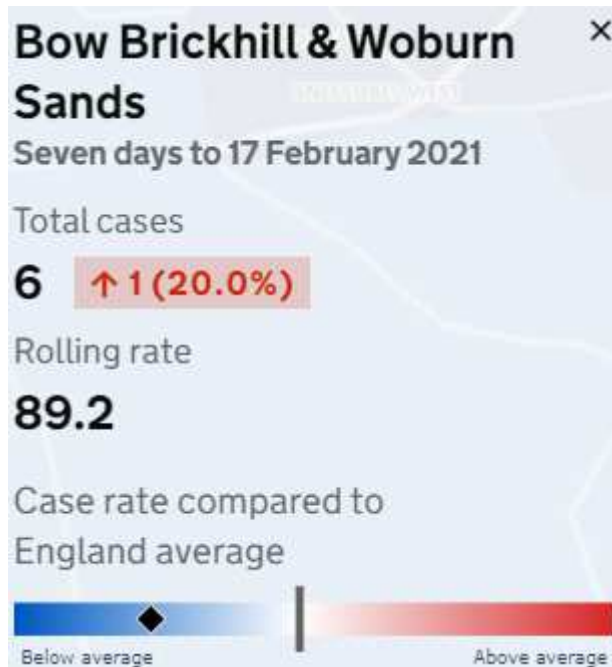 Bow Brickhill & Woburn
Sands
Seven days to 17 February 2021
Total cases
6 ↑ 1 (20.0%)
Rolling rate
89.2
Case rate compared to
England average
Below average Above average